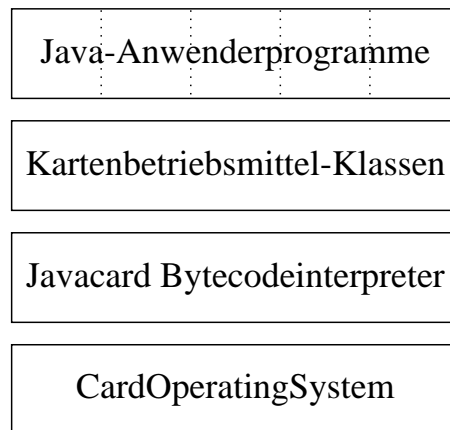 Java-Anwenderprogramme
Kartenbetriebsmittel-Klassen
Javacard Bytecodeinterpreter
CardOperatingSystem